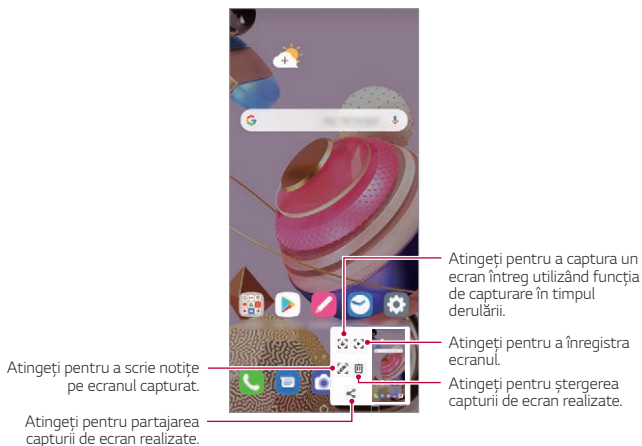 Atingeți pentru a captura un
ecran întreg utilizând funcția
de capturare în timpul
derulării.
Atingeți pentru a înregistra
ecranul.
Atingeți pentru a scrie notițe
pe ecranul capturat.
Atingeți pentru ștergerea
capturii de ecran realizate.
Atingeți pentru partajarea
capturii de ecran realizate.